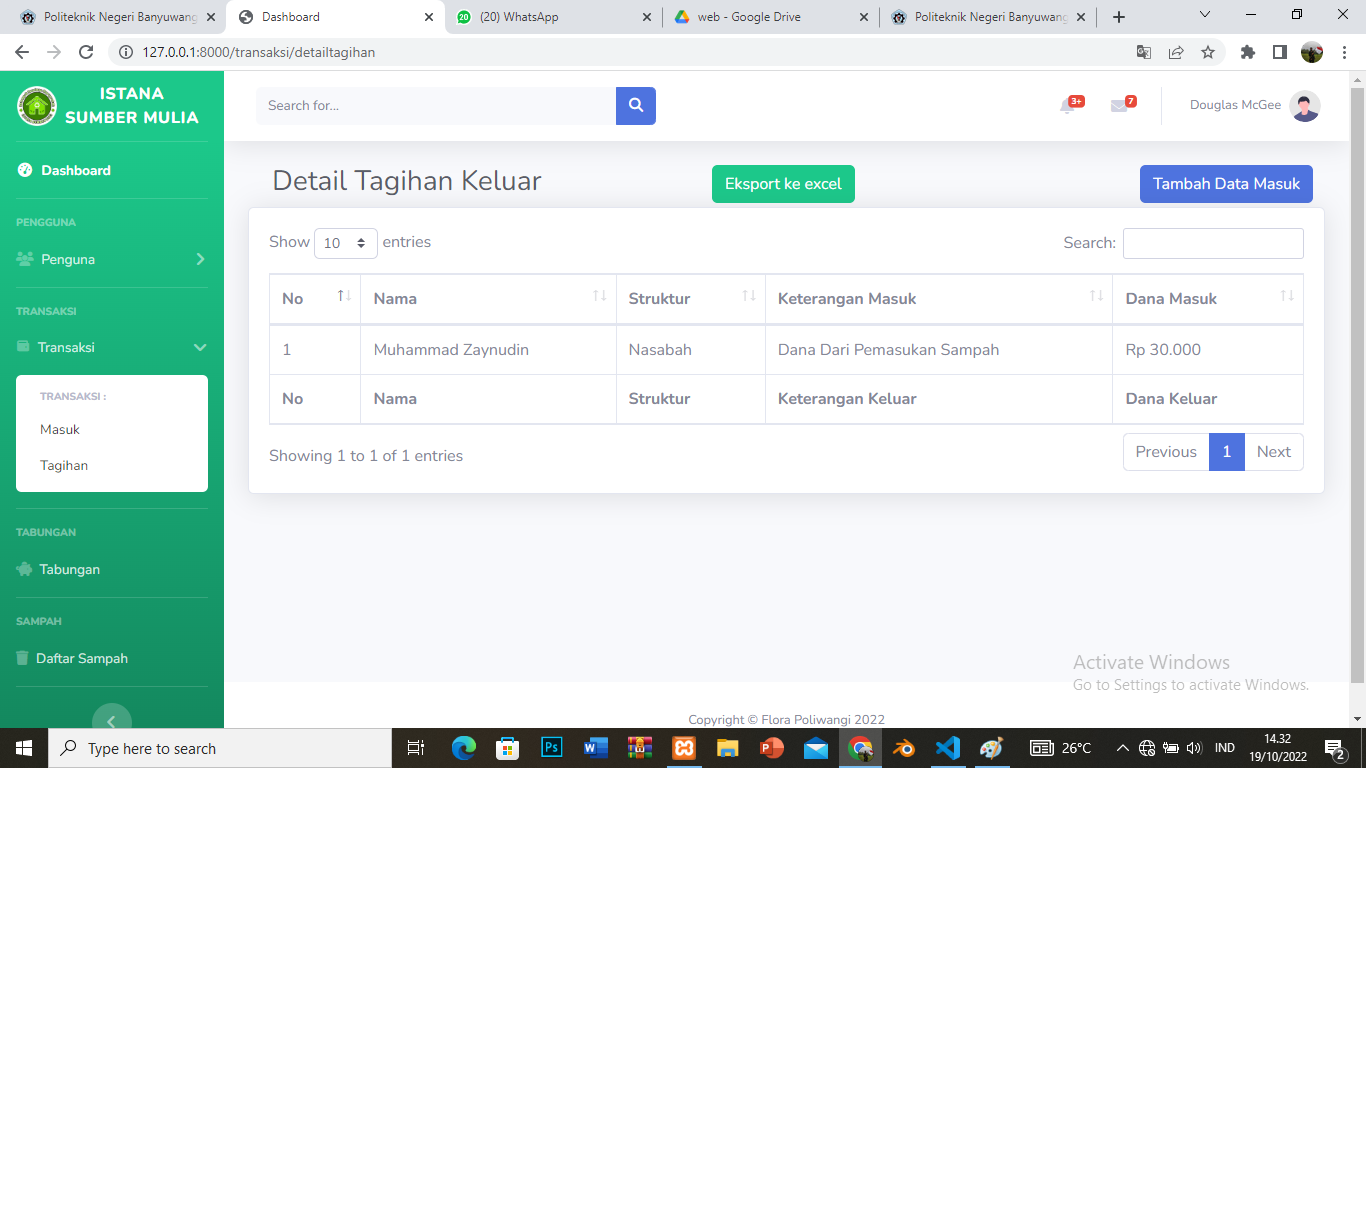 Politeknik Negeri Banyuwang
Dashboard
(20) WhatsApp
web - Google Drive
Politeknik Negeri Banyuwang
127.0.0.1:8000/transaksi/detailtagihan
ISTANA
SUMBER MULIA
Search for...
3+
7
Douglas McGee
Dashboard
PENGGUNA
Penguna
TRANSAKSI
Transaksi
TRANSAKSI :
Masuk
Tagihan
TABUNGAN
Tabungan
SAMPAH
Daftar Sampah
Detail Tagihan Keluar
Eksport ke excel
Tambah Data Masuk
Show 10 entries
Search:
No Nama Struktur Keterangan Masuk Dana Masuk
1 Muhammad Zaynudin Nasabah Dana Dari Pemasukan Sampah Rp 30.000
No Nama Struktur Keterangan Keluar Dana Keluar
Showing 1 to 1 of 1 entries
Previous 1 Next
Activate Windows
Go to Settings to activate Windows.
Copyright © Flora Poliwangi 2022
Type here to search
Ps
26°C
IND
14.32
19/10/2022
2